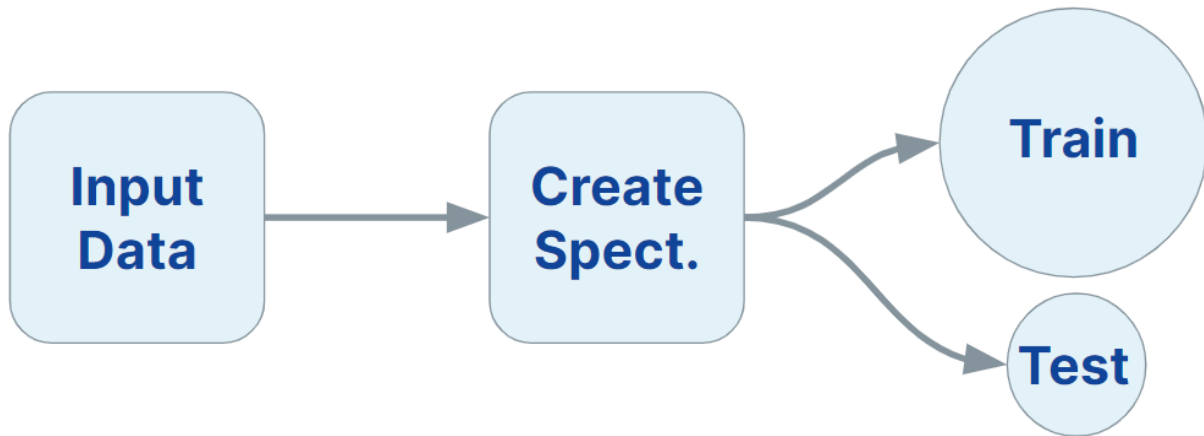 Input
Data
Create
Spect.
Train
Test